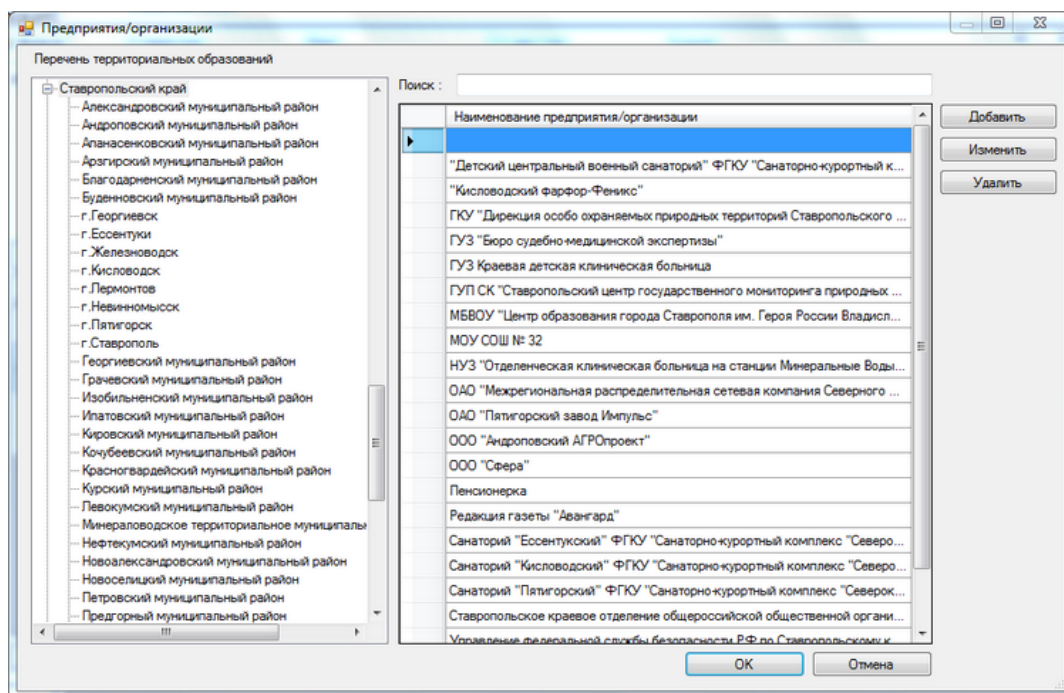 Предприятия/организации
Перечень территориальных образований
Ставропольский край
Александровский муниципальный район
Андроповский муниципальный район
Апанасенковский муниципальный район
Арзгирский муниципальный район
Благодарненский муниципальный район
Буденновский муниципальный район
г.Георгиевск
г.Ессентуки
г.Железноводск
г.Кисловодск
г.Лермонтов
г.Невинномысск
г.Пятигорск
г.Ставрополь
Георгиевский муниципальный район
Грачевский муниципальный район
Изобильненский муниципальный район
Ипатовский муниципальный район
Кировский муниципальный район
Кочубеевский муниципальный район
Красногвардейский муниципальный район
Курский муниципальный район
Левокумский муниципальный район
Минераловодское территориальное муниципаль
Нефтекумский муниципальный район
Новоалександровский муниципальный район
Новоселицкий муниципальный район
Петровский муниципальный район
Предгорный муниципальный район
Поиск :
Наименование предприятия/организации
"Детский центральный военный санаторий" ФГКУ "Санаторно-курортный к...
"Кисловодский фарфор-Феникс"
ГКУ "Дирекция особо охраняемых природных территорий Ставропольского ...
ГУЗ "Бюро судебно-медицинской экспертизы"
ГУЗ Краевая детская клиническая больница
ГУП СК "Ставропольский центр государственного мониторинга природных ...
МБВОУ "Центр образования города Ставрополя им. Героя России Владисл...
МОУ СОШ № 32
НУЗ "Отделенческая клиническая больница на станции Минеральные Воды...
ОАО "Межрегиональная распределительная сетевая компания Северного ...
ОАО "Пятигорский завод Импульс"
ООО "Андроповский АГРОпроект"
ООО "Сфера"
Пенсионерка
Редакция газеты "Авангард"
Санаторий "Ессентукский" ФГКУ "Санаторно-курортный комплекс "Северо...
Санаторий "Кисловодский" ФГКУ "Санаторно-курортный комплекс "Северо...
Санаторий "Пятигорский" ФГКУ "Санаторно-курортный комплекс "Северок...
Ставропольское краевое отделение общероссийской общественной органи...
Управление федеральной службы безопасности РФ по Ставропольскому к...
Добавить
Изменить
Удалить
OK
Отмена